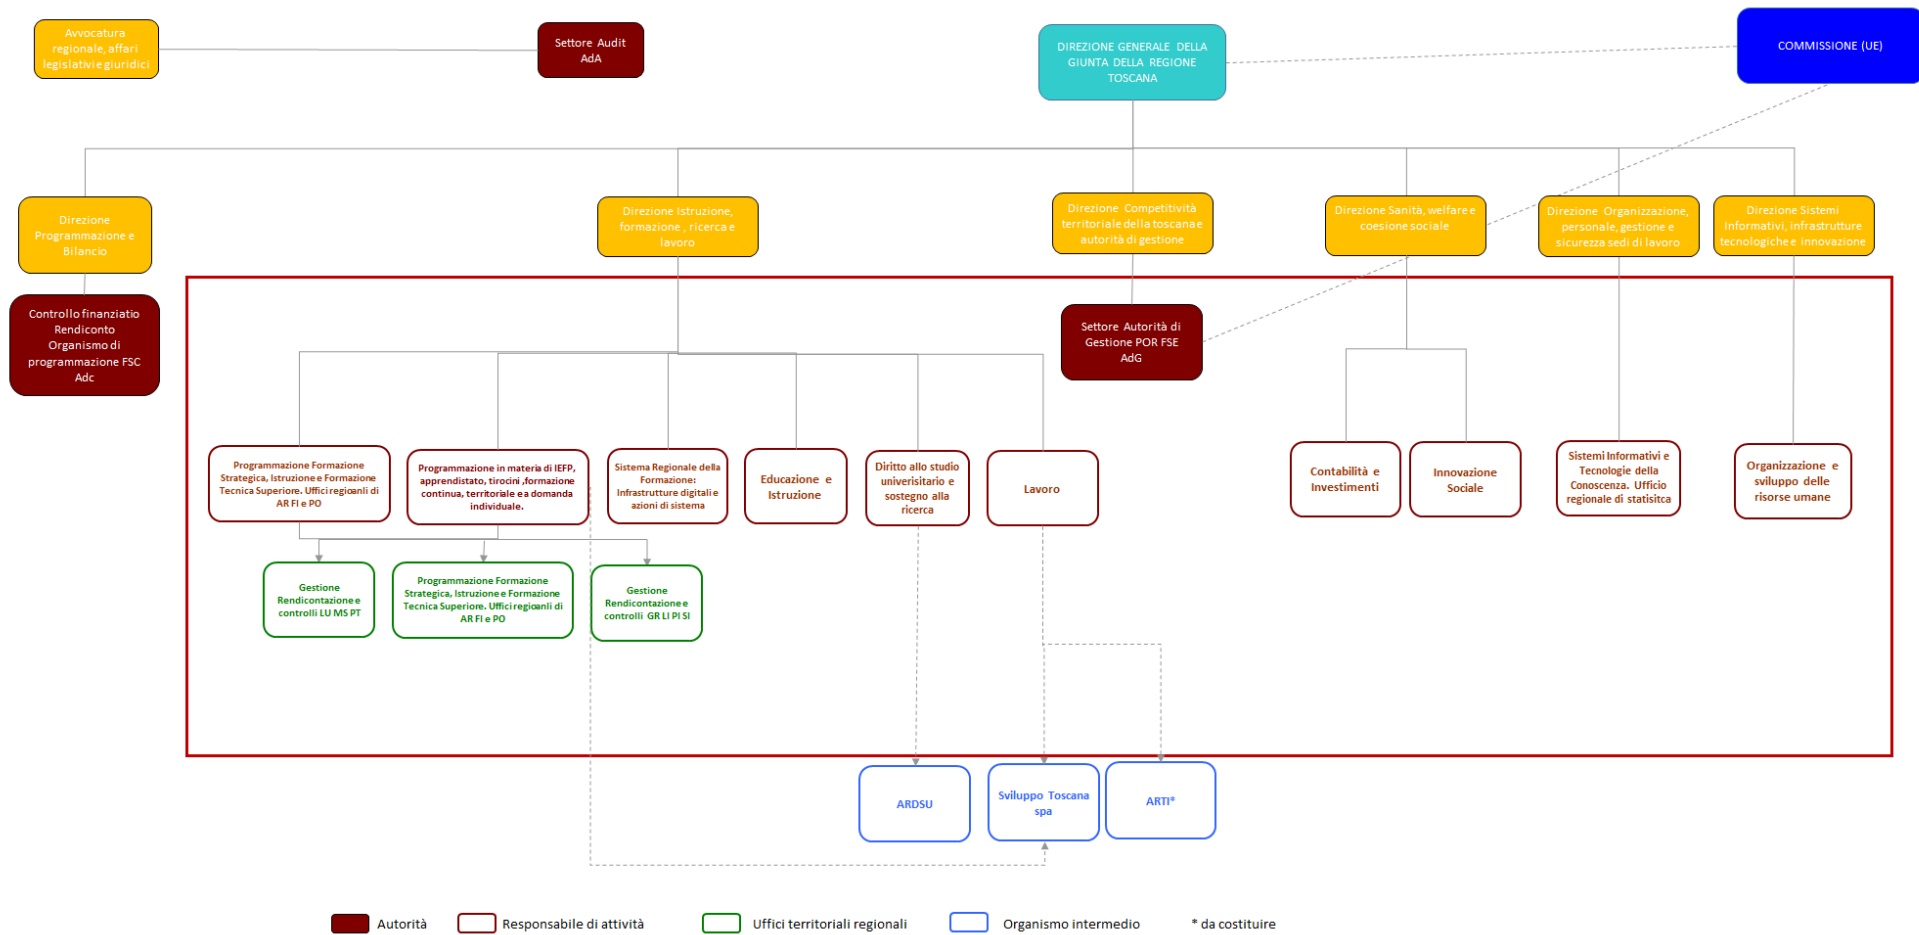 Avvocatura
regionale, affari
legislativi e giuridici
Settore Audit
AdA
DIREZIONE GENERALE DELLA
GIUNTA DELLA REGIONE
TOSCANA
COMMISSIONE (UE)
Direzione
Programmazione e
Bilancio
Direzione Istruzione,
formazione , ricerca e
lavoro
Direzione Competitività
territoriale della toscana e
autorità di gestione
Direzione Sanità, welfare e
coesione sociale
Direzione Organizzazione,
personale, gestione e
sicurezza sedi di lavoro
Direzione Sistemi
Informativi, infrastrutture
tecnologiche e innovazione
Controllo finanziatio
Rendiconto
Organismo di
programmazione FSC
Adc
Settore Autorità di
Gestione POR FSE
AdG
Programmazione Formazione
Strategica, Istruzione e Formazione
Tecnica Superiore. Uffici regioanli di
AR FI e PO
Programmazione in materia di IEFP,
apprendistato, tirocini ,formazione
continua, territoriale e a domanda
individuale.
Sistema Regionale della
Formazione:
Infrastrutture digitali e
azioni di sistema
Educazione e
Istruzione
Diritto allo studio
univerisitario e
sostegno alla
ricerca
Lavoro
Contabilità e
Investimenti
Innovazione
Sociale
Sistemi Informativi e
Tecnologie della
Conoscenza. Ufficio
regionale di statisitca
Organizzazione e
sviluppo delle
risorse umane
Gestione
Rendicontazione e
controlli LU MS PT
Programmazione Formazione
Strategica, Istruzione e Formazione
Tecnica Superiore. Uffici regioanli di
AR FI e PO
Gestione
Rendicontazione e
controlli GR LI PI SI
ARDSU
Sviluppo Toscana
spa
ARTI*
Autorità
Responsabile di attività
Uffici territoriali regionali
Organismo intermedio
* da costituire